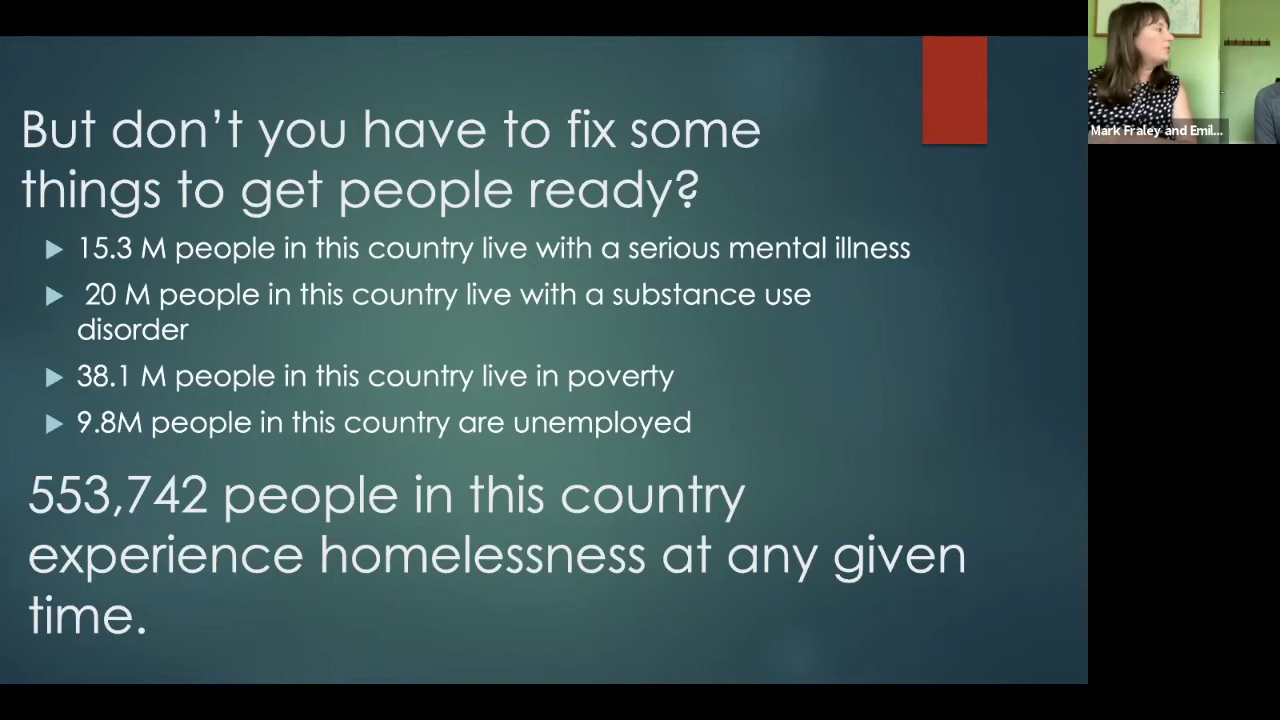 But don't you have to fix some
things to get people ready?
15.3 M people in this country live with a serious mental illness
20 M people in this country live with a substance use
disorder
38.1 M people in this country live in poverty
9.8M people in this country are unemployed
553,742 people in this country
experience homelessness at any given
time.
Mark Fraley and Emil...